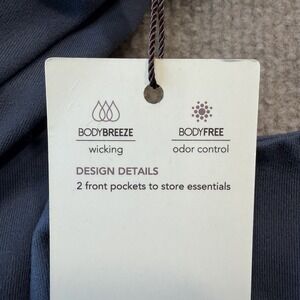 BODYBREEZE BODYFREE
wicking odor control
DESIGN DETAILS
2 front pockets to store essentials